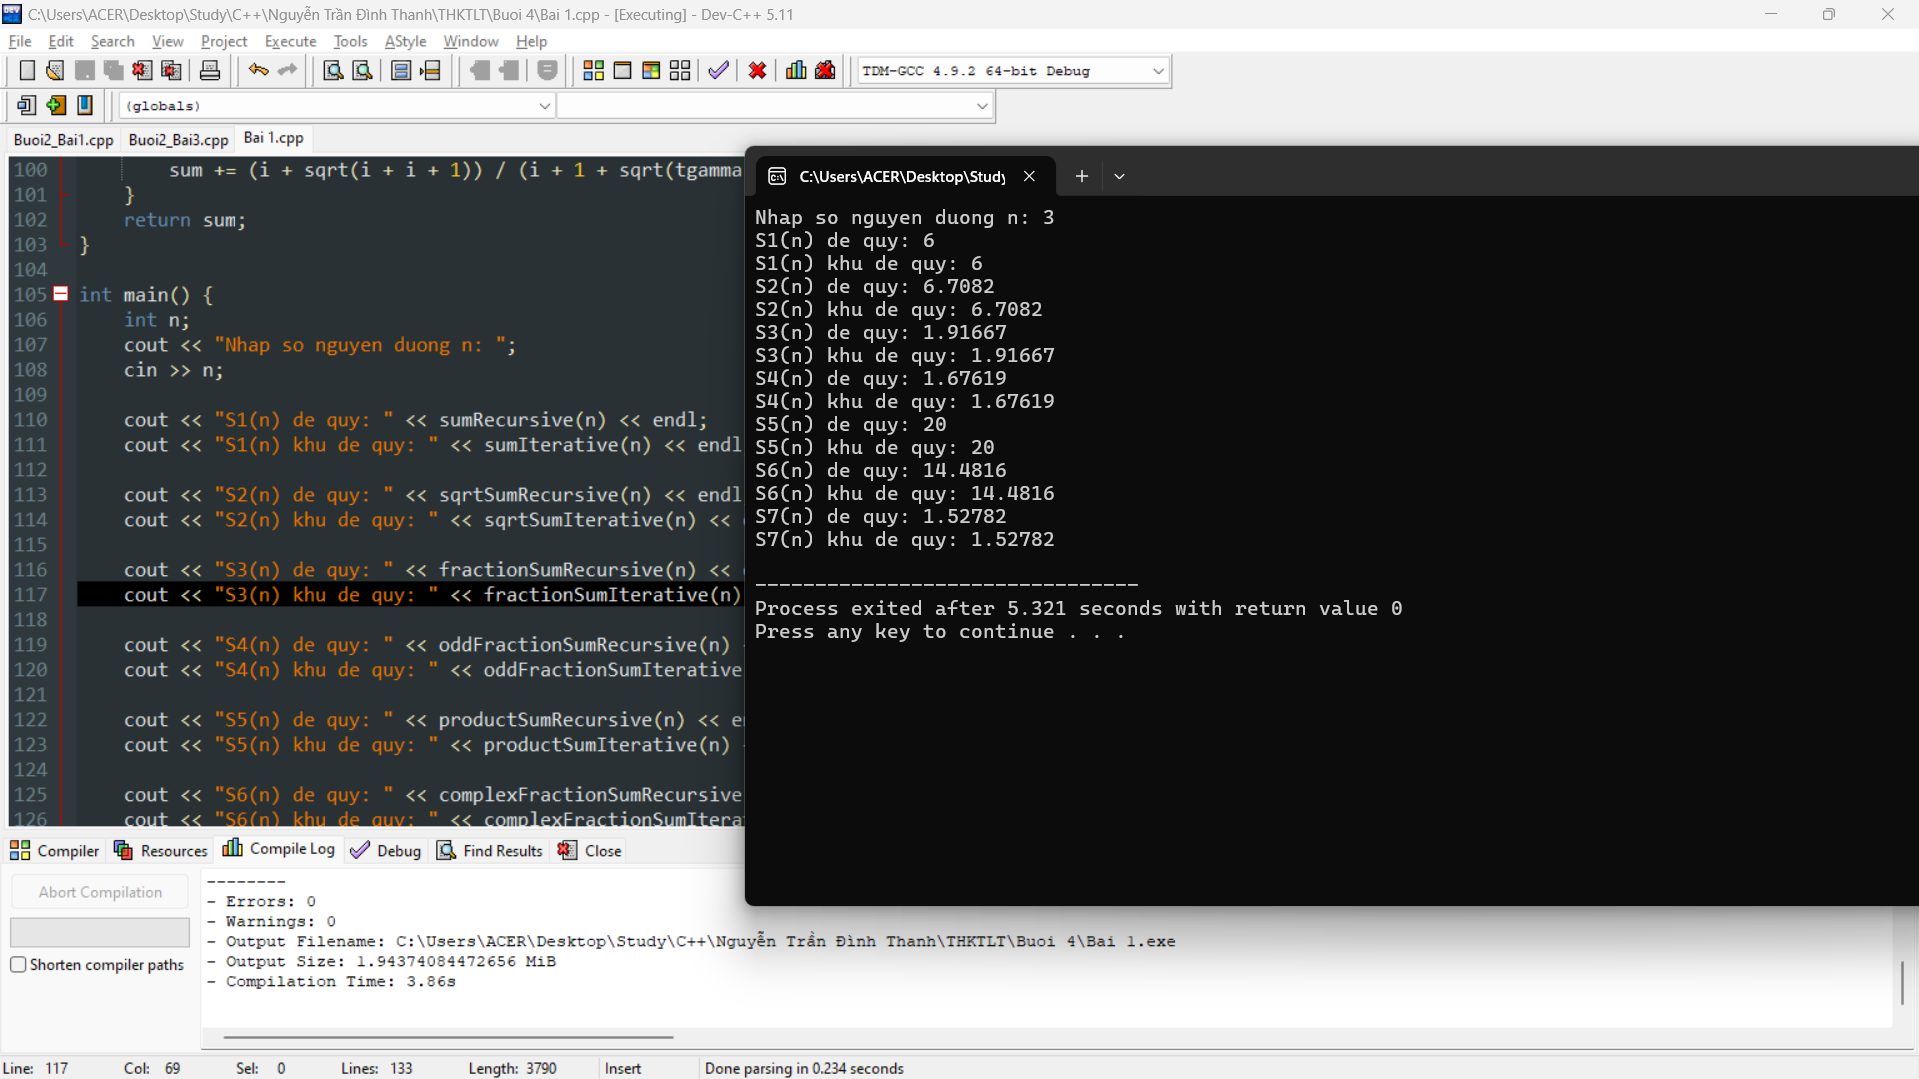 C:\Users\ACER\Desktop\Study\C++\Nguyễn Trần Đình Thanh\THKTLT\Buoi 4\Bai 1.cpp - [Executing] - Dev-C++ 5.11
File Edit Search View Project Execute Tools AStyle Window Help
TDM-GCC 4.9.2 64-bit Debug
(globals)
Buoi2_Bai1.cpp Buoi2_Bai3.cpp Bai 1.cpp
100 sum += (i + sqrt(i + i + 1)) / (i + 1 + sqrt(tgamma
101 }
102 return sum;
103 }
104
105 int main() {
106 int n;
107 cout << "Nhap so nguyen duong n: ";
108 cin >> n;
109
110 cout << "S1(n) de quy: " << sumRecursive(n) << endl;
111 cout << "S1(n) khu de quy: " << sumIterative(n) << endl
112
113 cout << "S2(n) de quy: " << sqrtSumRecursive(n) << endl
114 cout << "S2(n) khu de quy: " << sqrtSumIterative(n) <<
115
116 cout << "S3(n) de quy: " << fractionSumRecursive(n) <<
117 cout << "S3(n) khu de quy: " << fractionSumIterative(n)
118
119 cout << "S4(n) de quy: " << oddFractionSumRecursive(n)
120 cout << "S4(n) khu de quy: " << oddFractionSumIterative
121
122 cout << "S5(n) de quy: " << productSumRecursive(n) << e
123 cout << "S5(n) khu de quy: " << productSumIterative(n)
124
125 cout << "S6(n) de quy: " << complexFractionSumRecursive
126 cout << "S6(n) khu de quy: " << complexFractionSumItera
C:\Users\ACER\Desktop\Study
Nhap so nguyen duong n: 3
S1(n) de quy: 6
S1(n) khu de quy: 6
S2(n) de quy: 6.7082
S2(n) khu de quy: 6.7082
S3(n) de quy: 1.91667
S3(n) khu de quy: 1.91667
S4(n) de quy: 1.67619
S4(n) khu de quy: 1.67619
S5(n) de quy: 20
S5(n) khu de quy: 20
S6(n) de quy: 14.4816
S6(n) khu de quy: 14.4816
S7(n) de quy: 1.52782
S7(n) khu de quy: 1.52782
--------------------------------
Process exited after 5.321 seconds with return value 0
Press any key to continue . . .
Compiler Resources Compile Log Debug Find Results Close
Abort Compilation
Shorten compiler paths
--------
- Errors: 0
- Warnings: 0
- Output Filename: C:\Users\ACER\Desktop\Study\C++\Nguyễn Trần Đình Thanh\THKTLT\Buoi 4\Bai 1.exe
- Output Size: 1.94374084472656 MiB
- Compilation Time: 3.86s
Line: 117 Col: 69 Sel: 0 Lines: 133 Length: 3790 Insert Done parsing in 0.234 seconds